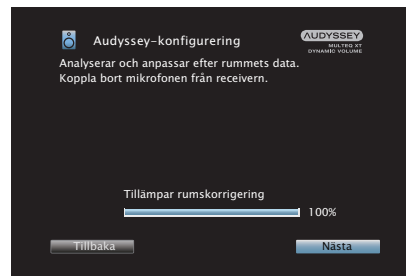 Audyssey-konfigurering
AUDYSSEY
MULTEQ XT
DYNAMIC VOLUME
Analyserar och anpassar efter rummets data.
Koppla bort mikrofonen från receivern.
Tillämpar rumskorrigering
100%
Tillbaka
Nästa